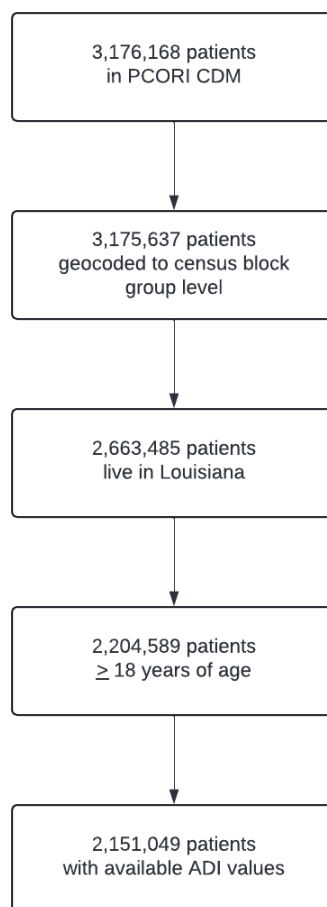 3,176,168 patients
in PCORI CDM
3,175,637 patients
geocoded to census block
group level
2,663,485 patients
live in Louisiana
2,204,589 patients
≥ 18 years of age
2,151,049 patients
with available ADI values